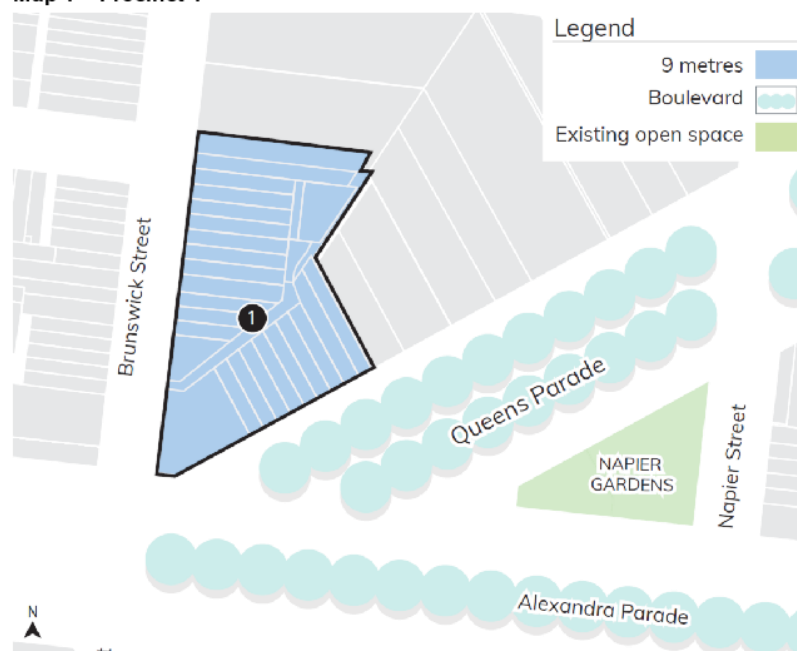 Legend
9 metres
Boulevard
Existing open space
Brunswick Street
1
Queens Parade
NAPIER
GARDENS
Napier Street
Alexandra Parade
N